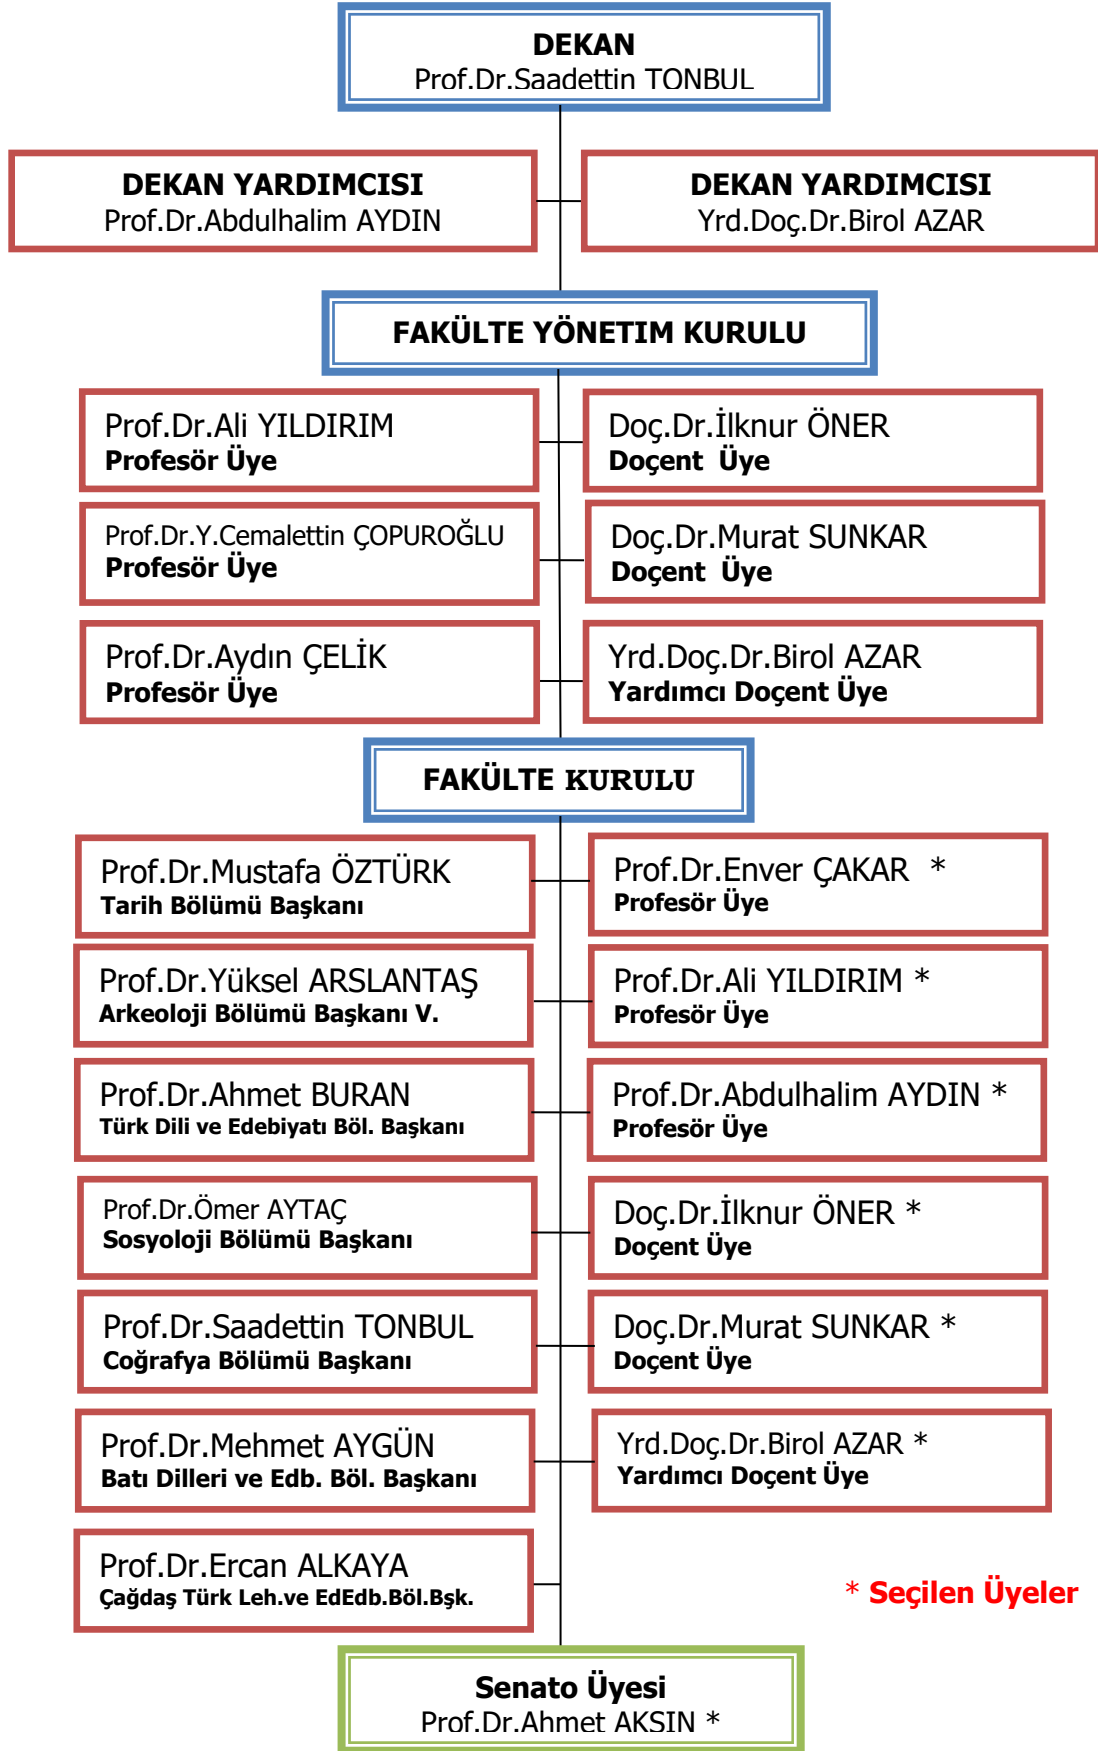 DEKAN
Prof.Dr.Saadettin TONBUL
DEKAN YARDIMCISI
Prof.Dr.Abdulhalim AYDIN
DEKAN YARDIMCISI
Yrd.Doç.Dr.Birol AZAR
FAKÜLTE YÖNETIM KURULU
Prof.Dr.Ali YILDIRIM
Profesör Üye
Doç.Dr.İlknur ÖNER
Doçent Üye
Prof.Dr.Y.Cemalettin ÇOPUROĞLU
Profesör Üye
Doç.Dr.Murat SUNKAR
Doçent Üye
Prof.Dr.Aydın ÇELİK
Profesör Üye
Yrd.Doç.Dr.Birol AZAR
Yardımcı Doçent Üye
FAKÜLTE KURULU
Prof.Dr.Mustafa ÖZTÜRK
Tarih Bölümü Başkanı
Prof.Dr.Enver ÇAKAR *
Profesör Üye
Prof.Dr.Yüksel ARSLANTAŞ
Arkeoloji Bölümü Başkanı V.
Prof.Dr.Ali YILDIRIM *
Profesör Üye
Prof.Dr.Ahmet BURAN
Türk Dili ve Edebiyatı Böl. Başkanı
Prof.Dr.Abdulhalim AYDIN *
Profesör Üye
Prof.Dr.Ömer AYTAÇ
Sosyoloji Bölümü Başkanı
Doç.Dr.İlknur ÖNER *
Doçent Üye
Prof.Dr.Saadettin TONBUL
Coğrafya Bölümü Başkanı
Doç.Dr.Murat SUNKAR *
Doçent Üye
Prof.Dr.Mehmet AYGÜN
Batı Dilleri ve Edb. Böl. Başkanı
Yrd.Doç.Dr.Birol AZAR *
Yardımcı Doçent Üye
Prof.Dr.Ercan ALKAYA
Çağdaş Türk Leh.ve EdEdb.Böl.Bşk.
* Seçilen Üyeler
Senato Üyesi
Prof.Dr.Ahmet AKSIN *